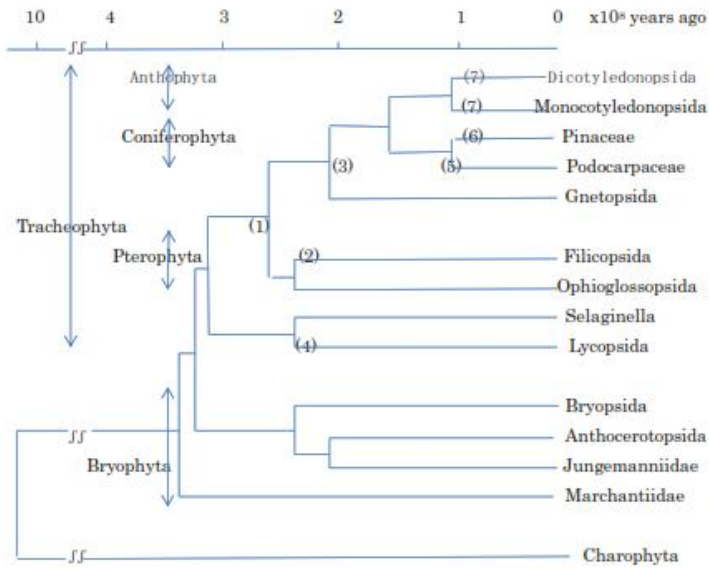 10 4 3 2 1 0 x10⁸ years ago
Anthophyta (7) Dicotyledonopsida
(7) Monocotyledonopsida
Coniferophyta (6) Pinaceae
(3) (5) Podocarpaceae
Gnetopsida
Tracheophyta (1)
Pterophyta (2) Filicopsida
Ophioglossopsida
Selaginella
(4) Lycopsida
Bryopsida
Anthocerotopsida
Bryophyta Jungemanniidae
Marchantiidae
Charophyta